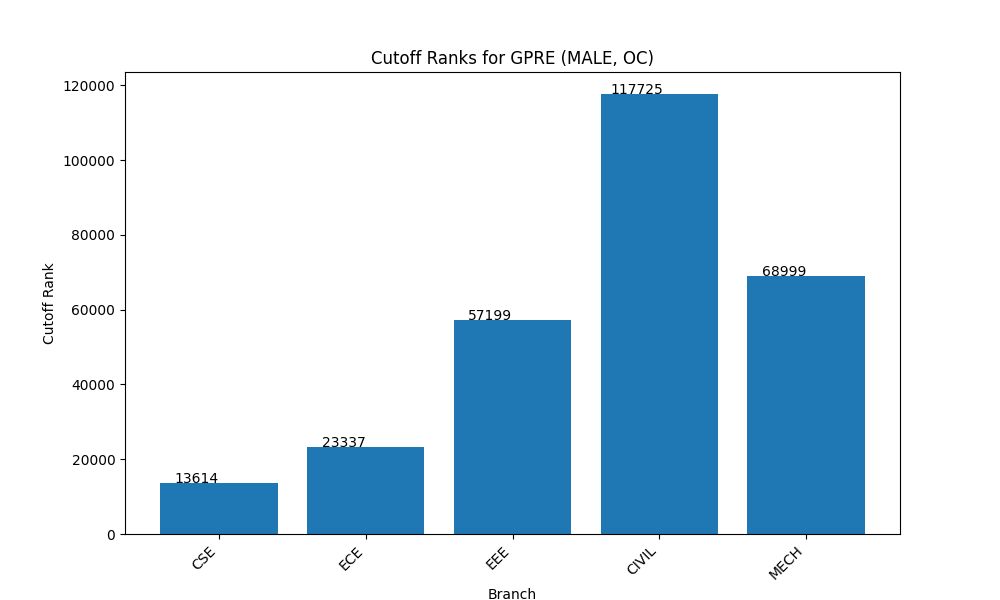 Cutoff Ranks for GPRE (MALE, OC)
120000
100000
80000
60000
40000
20000
0
Cutoff Rank
13614
23337
57199
117725
68999
CSE
ECE
EEE
CIVIL
MECH
Branch